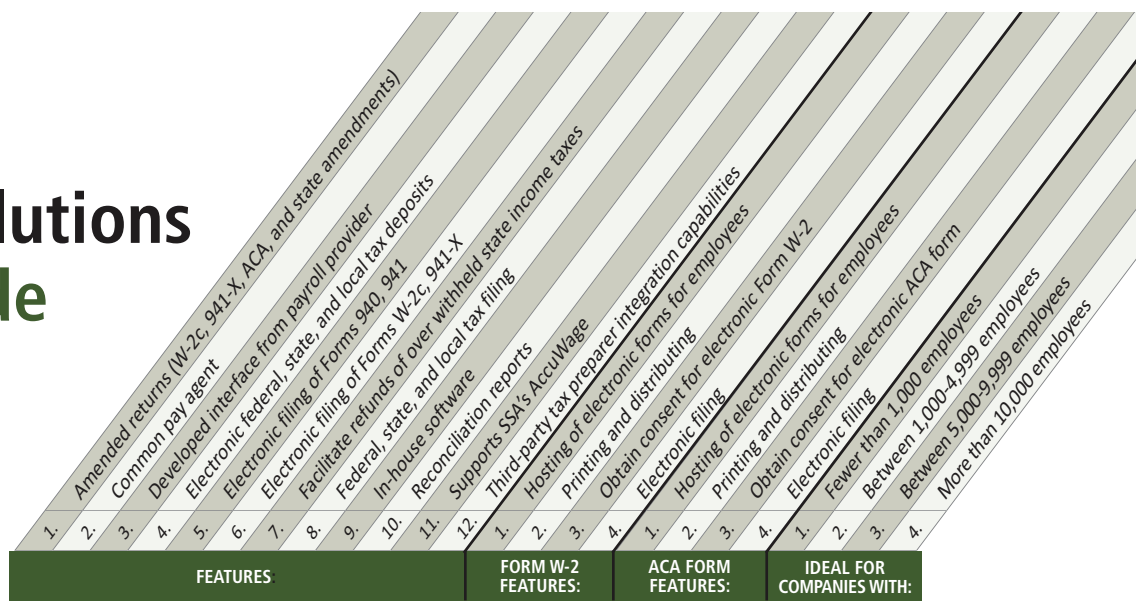 lutions
de
1. Amended returns (W-2c, 941-X, ACA, and state amendments)
2. Common pay agent
3. Developed interface from payroll provider
4. Electronic federal, state, and local tax deposits
5. Electronic filing of Forms 940, 941
6. Electronic filing of Forms W-2c, 941-X
7. Facilitate refunds of over withheld state income taxes
8. Federal, state, and local tax filing
9. In-house software
10. Reconciliation reports
11. Supports SSA's AccuWage
12. Third-party tax preparer integration capabilities
1. Hosting of electronic forms for employees
2. Printing and distributing
3. Obtain consent for electronic Form W-2
4. Electronic filing
1. Hosting of electronic forms for employees
2. Printing and distributing
3. Obtain consent for electronic ACA form
4. Electronic filing
1. Fewer than 1,000 employees
2. Between 1,000-4,999 employees
3. Between 5,000-9,999 employees
4. More than 10,000 employees
FEATURES:
FORM W-2
FEATURES:
ACA FORM
FEATURES:
IDEAL FOR
COMPANIES WITH: